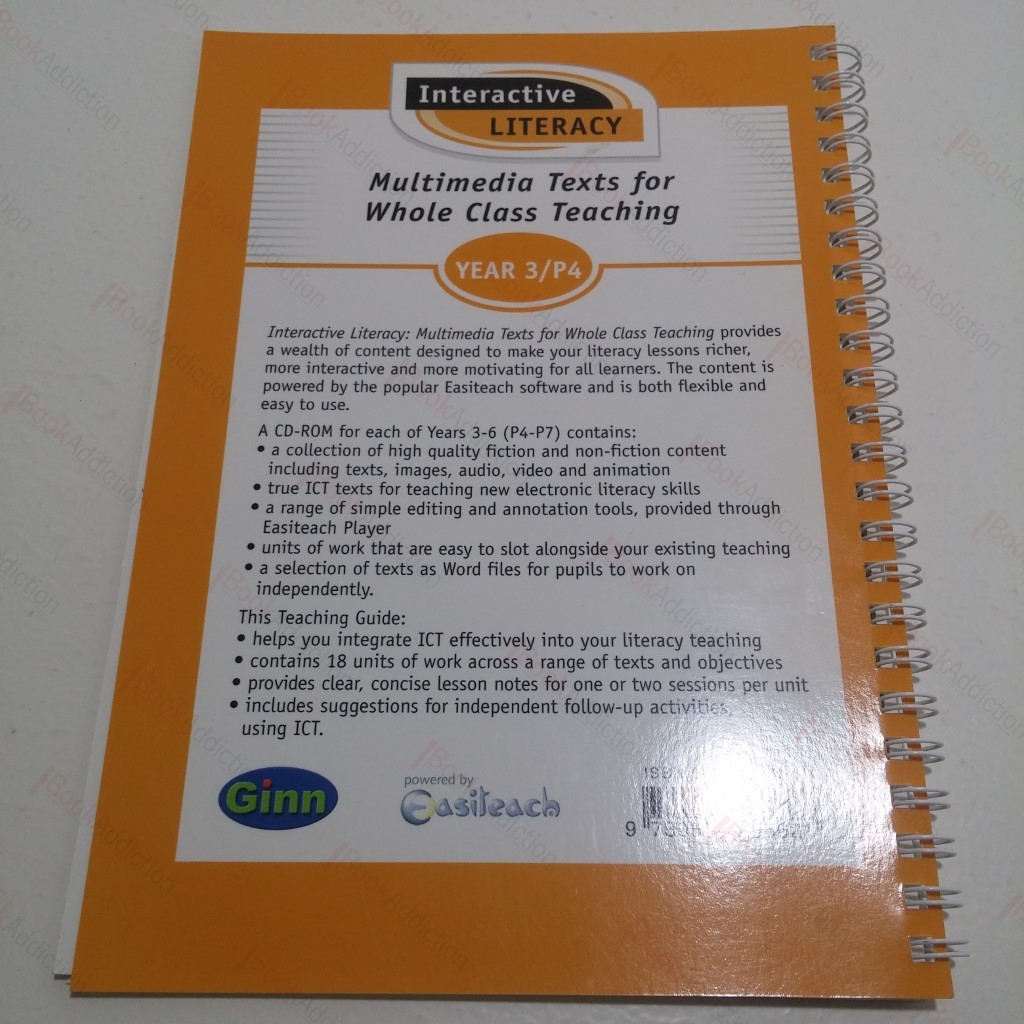 Interactive
LITERACY
Multimedia Texts for
Whole Class Teaching
YEAR 3/P4
Interactive Literacy: Multimedia Texts for Whole Class Teaching provides
a wealth of content designed to make your literacy lessons richer,
more interactive and more motivating for all learners. The content is
powered by the popular Easiteach software and is both flexible and
easy to use.
A CD-ROM for each of Years 3-6 (P4-P7) contains:
• a collection of high quality fiction and non-fiction content
including texts, images, audio, video and animation
• true ICT texts for teaching new electronic literacy skills
• a range of simple editing and annotation tools, provided through
Easiteach Player
• units of work that are easy to slot alongside your existing teaching
• a selection of texts as Word files for pupils to work on
independently.
This Teaching Guide:
• helps you integrate ICT effectively into your literacy teaching
• contains 18 units of work across a range of texts and objectives
• provides clear, concise lesson notes for one or two sessions per unit
• includes suggestions for independent follow-up activities
using ICT.
Ginn
powered by
Easiteach
BookAddiction